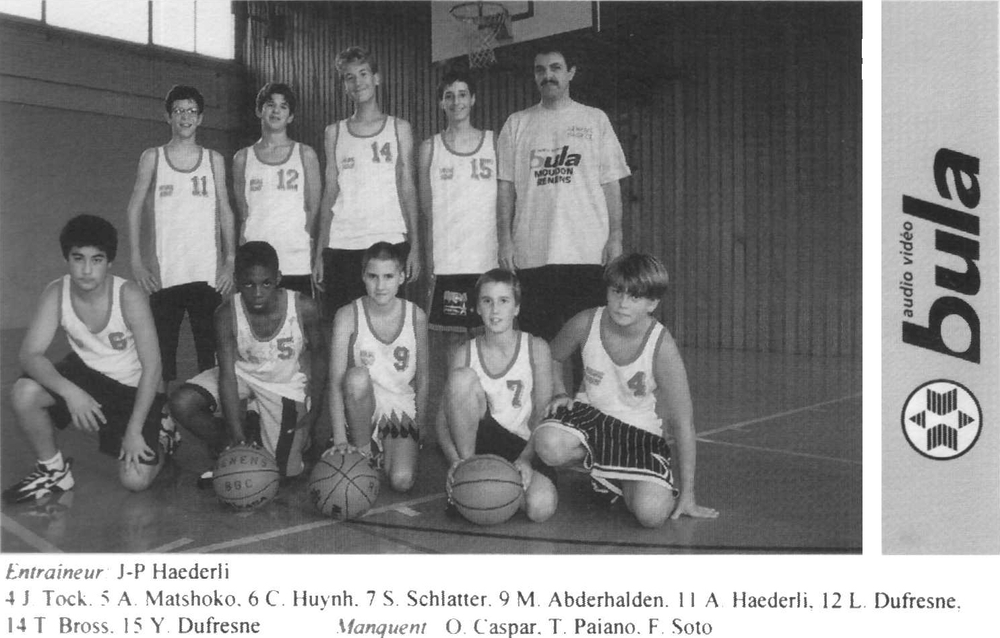 11
12
14
15
bula
MOUDON
RENENS
6
5
9
7
4
RENENS
BBC
audio vidéo
bula
Entraineur J-P Haederli
4 J. Tock. 5 A. Matshoko. 6 C. Huynh. 7 S. Schlatter. 9 M. Abderhalden. 11 A. Haederli, 12 L. Dufresne.
14 T Bross. 15 Y. Dufresne Manquent O. Caspar. T. Paiano. F. Soto